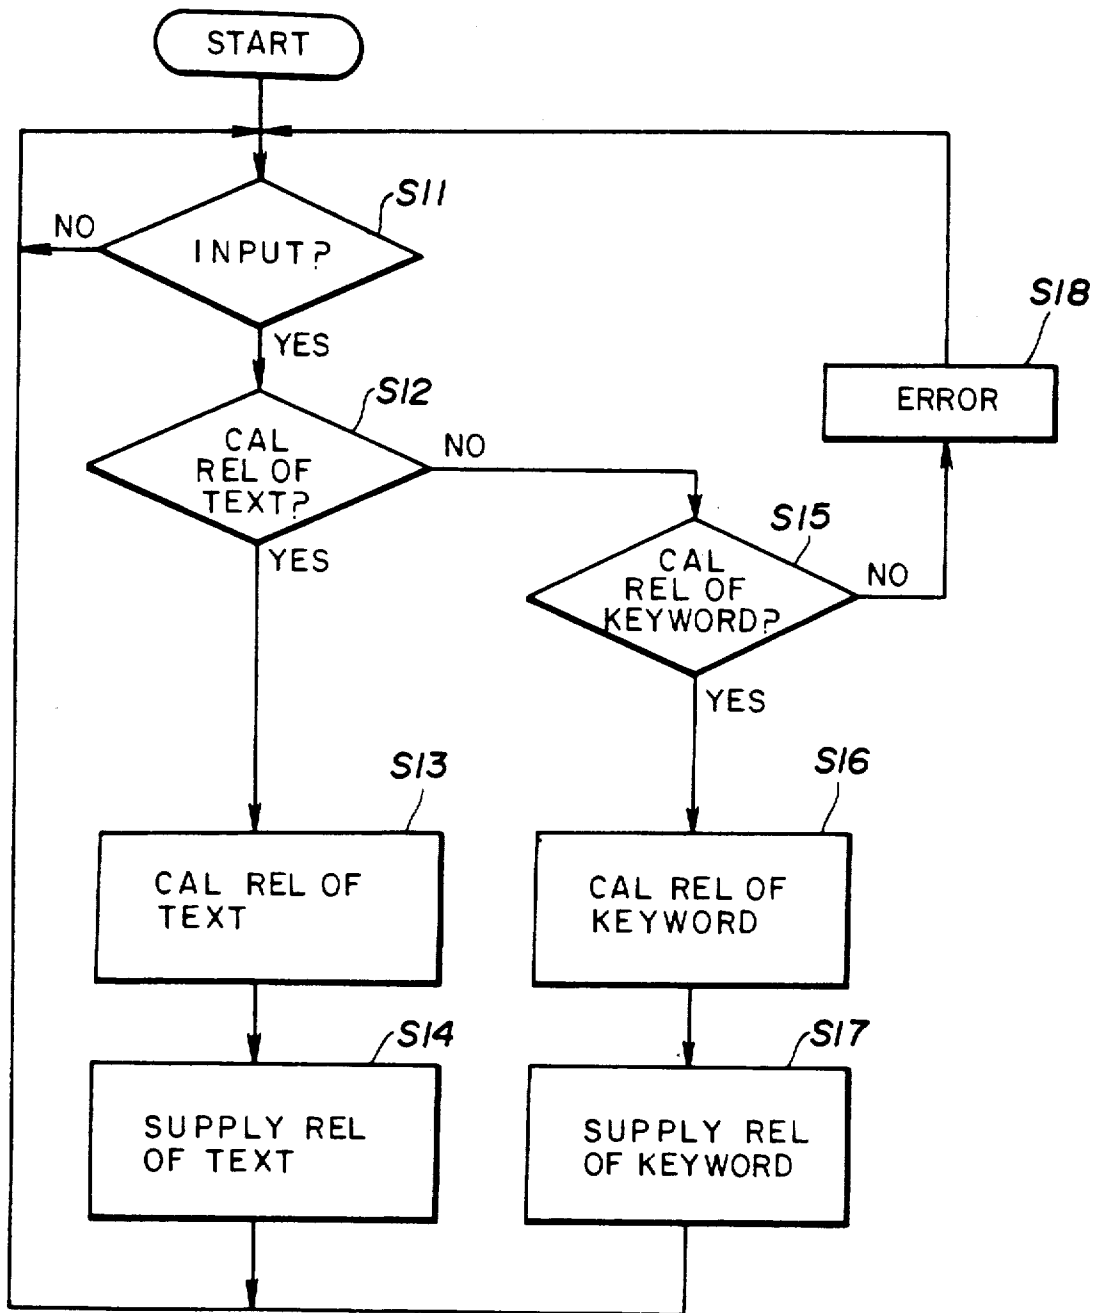 START
S11
NO
INPUT?
S18
YES
ERROR
S12
NO
CAL
REL OF
TEXT?
S15
YES
CAL
REL OF
KEYWORD?
NO
YES
S13
S16
CAL REL OF
TEXT
CAL REL OF
KEYWORD
S14
S17
SUPPLY REL
OF TEXT
SUPPLY REL
OF KEYWORD